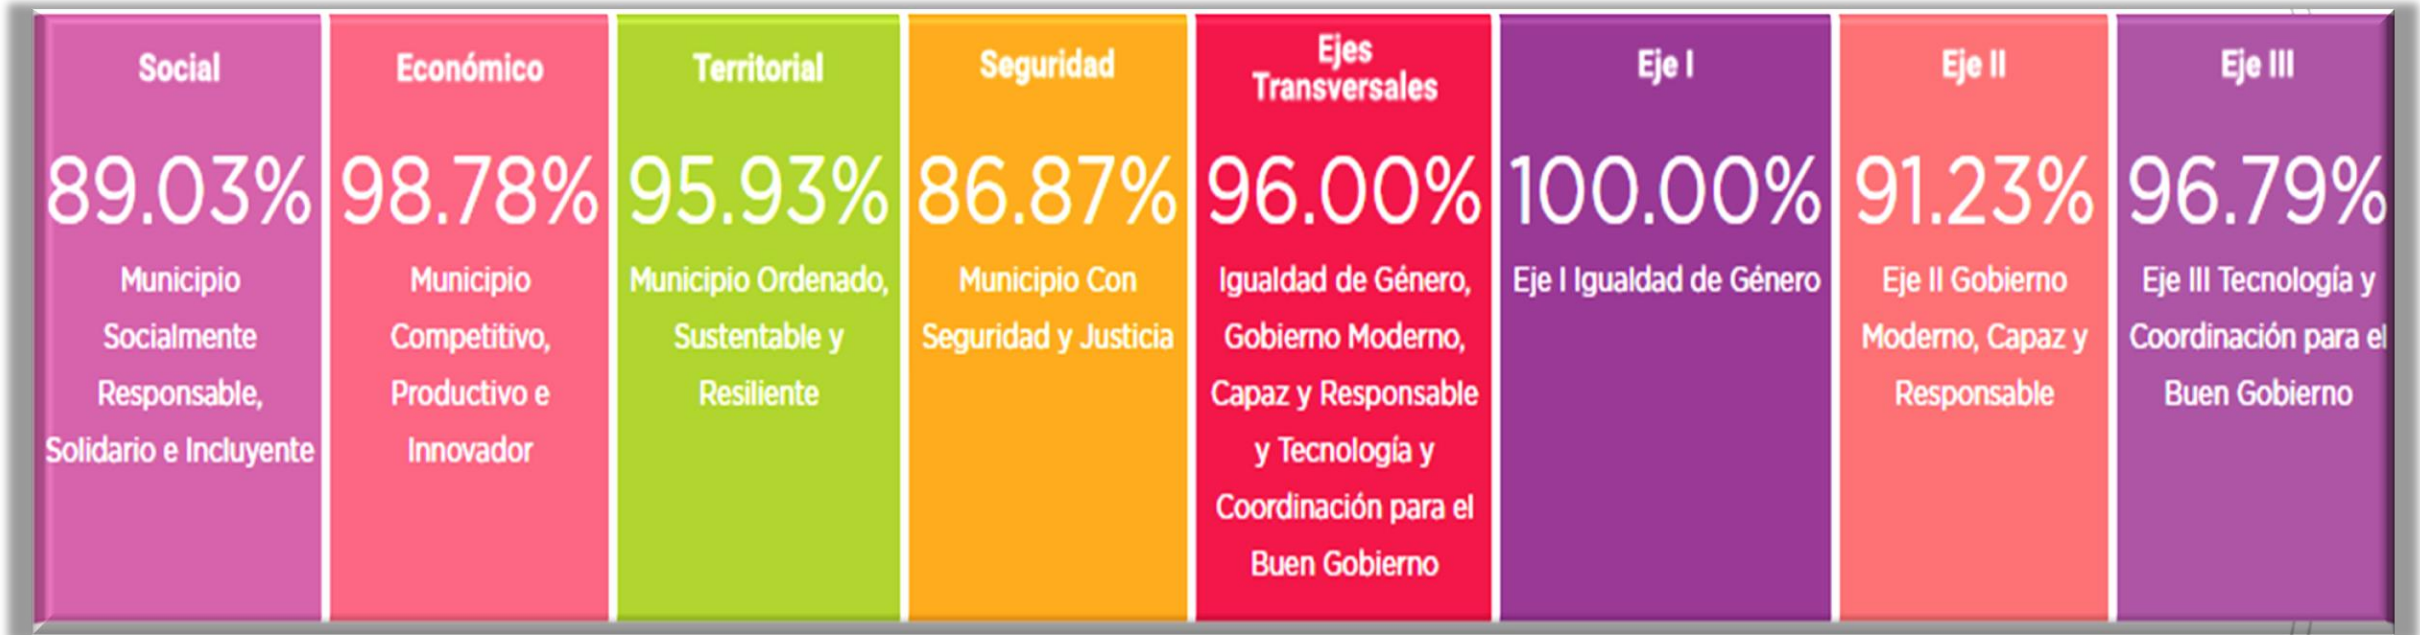 Social
89.03%
Municipio
Socialmente
Responsable,
Solidario e Incluyente
Económico
98.78%
Municipio
Competitivo,
Productivo e
Innovador
Territorial
95.93%
Municipio Ordenado,
Sustentable y
Resiliente
Seguridad
86.87%
Municipio Con
Seguridad y Justicia
Ejes
Transversales
96.00%
Igualdad de Género,
Gobierno Moderno,
Capaz y Responsable
y Tecnología y
Coordinación para el
Buen Gobierno
Eje I
100.00%
Eje I Igualdad de Género
Eje II
91.23%
Eje II Gobierno
Moderno, Capaz y
Responsable
Eje III
96.79%
Eje III Tecnología y
Coordinación para el
Buen Gobierno